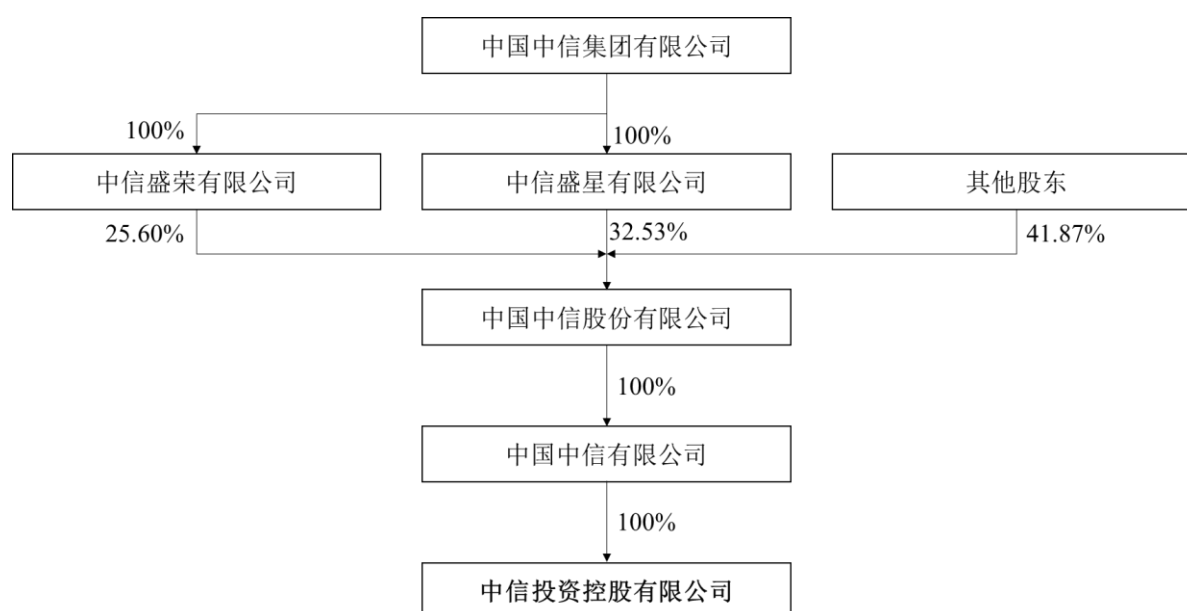 中国中信集团有限公司
100%
100%
中信盛荣有限公司
中信盛星有限公司
其他股东
25.60%
32.53%
41.87%
中国中信股份有限公司
100%
中国中信有限公司
100%
中信投资控股有限公司